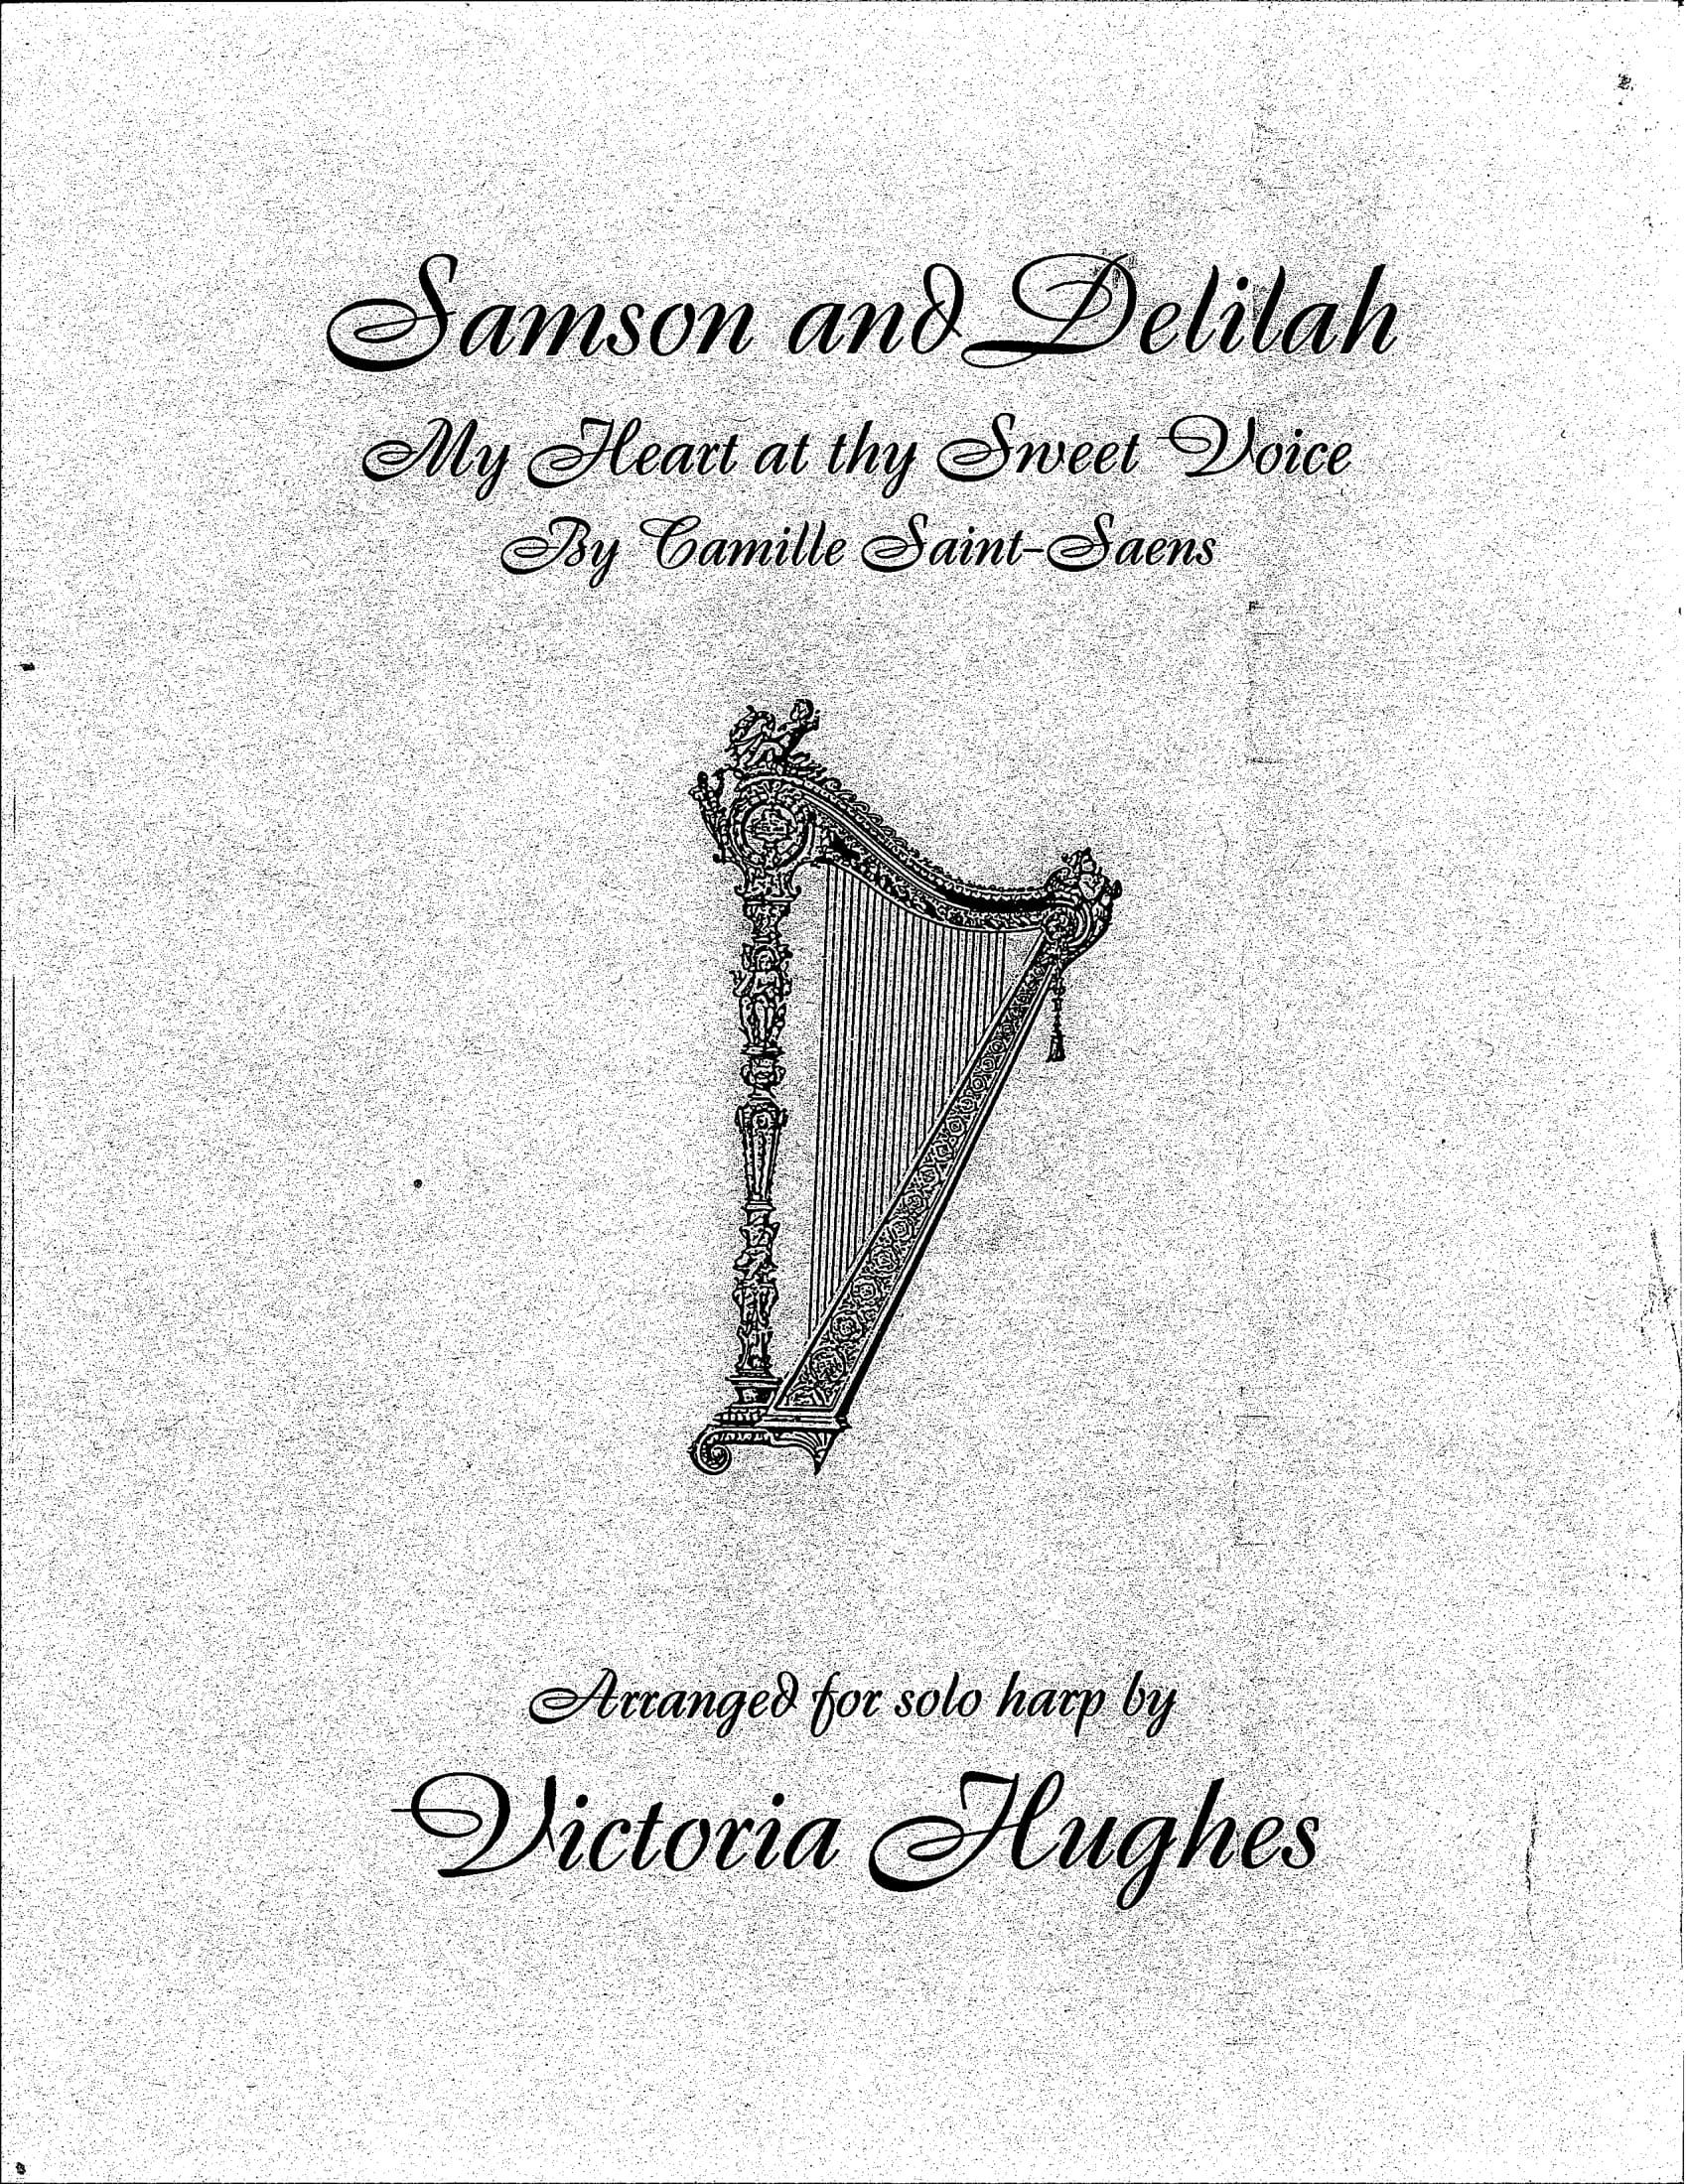 Samson and Delilah
My Heart at thy Sweet Voice
By Camille Saint-Saens
Arranged for solo harp by
Victoria Hughes